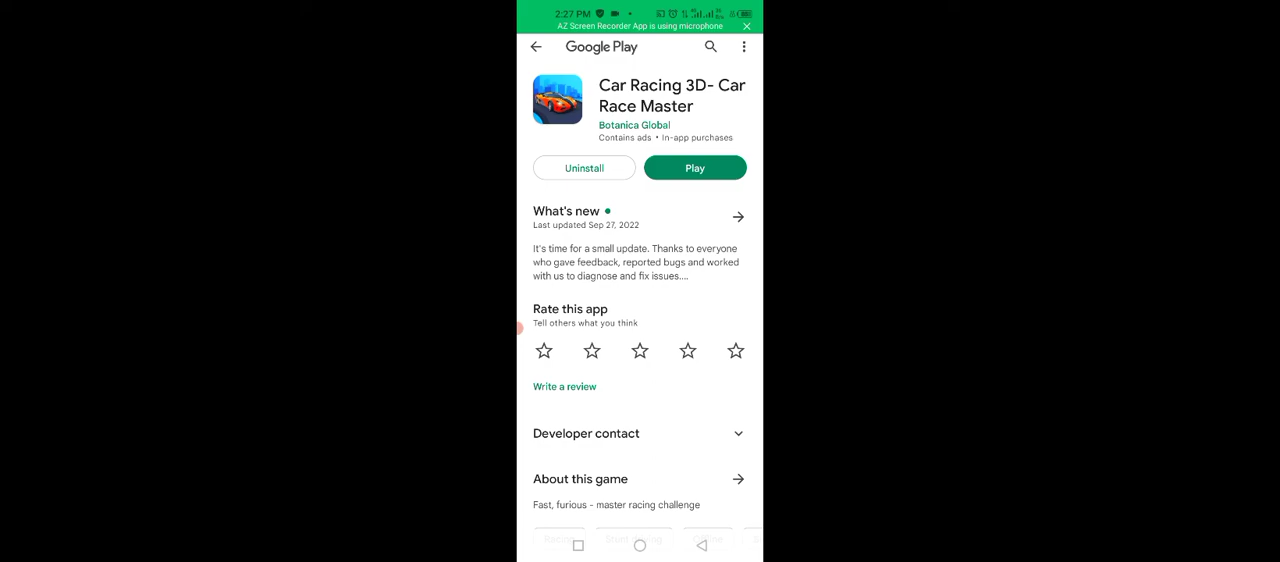 2:27 PM
AZ Screen Recorder App is using microphone
Google Play
Car Racing 3D- Car
Race Master
Botanica Global
Contains ads • In-app purchases
Uninstall
Play
What's new
Last updated Sep 27, 2022
It's time for a small update. Thanks to everyone
who gave feedback, reported bugs and worked
with us to diagnose and fix issues....
Rate this app
Tell others what you think
Write a review
Developer contact
About this game
Fast, furious - master racing challenge
Racing
Offline